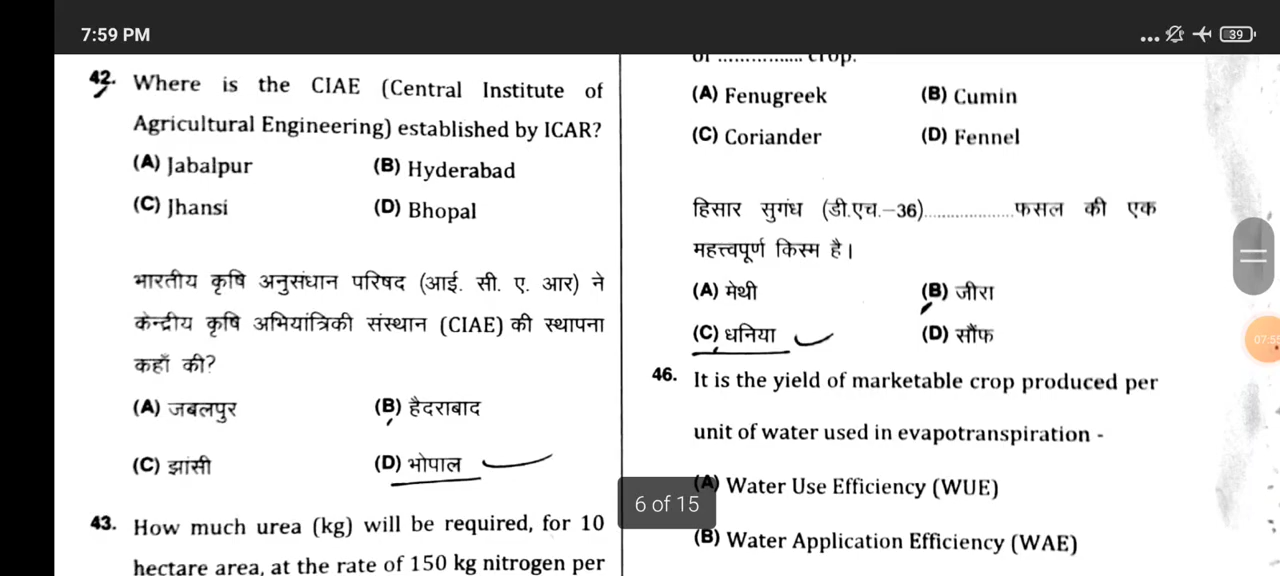 7:59 PM
39
42. Where is the CIAE (Central Institute of
Agricultural Engineering) established by ICAR?
(A) Jabalpur (B) Hyderabad
(C) Jhansi (D) Bhopal
भारतीय कृषि अनुसंधान परिषद (आई. सी. ए. आर) ने
केन्द्रीय कृषि अभियांत्रिकी संस्थान (CIAE) की स्थापना
कहाँ की?
(A) जबलपुर (B) हैदराबाद
(C) झांसी (D) भोपाल
43. How much urea (kg) will be required, for 10
hectare area, at the rate of 150 kg nitrogen per
of ............... crop.
(A) Fenugreek (B) Cumin
(C) Coriander (D) Fennel
हिसार सुगंध (डी.एच.–36)...................फसल की एक
महत्त्वपूर्ण किस्म है।
(A) मेथी (B) जीरा
(C) धनिया (D) सौंफ
46. It is the yield of marketable crop produced per
unit of water used in evapotranspiration -
(A) Water Use Efficiency (WUE)
(B) Water Application Efficiency (WAE)
6 of 15